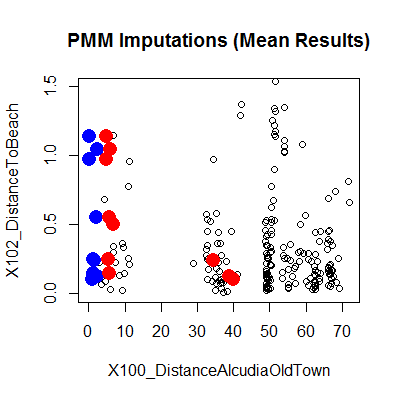 PMM Imputations (Mean Results)
X102_DistanceToBeach
1.5
1.0
0.5
0.0
0 10 20 30 40 50 60 70
X100_DistanceAlcudiaOldTown